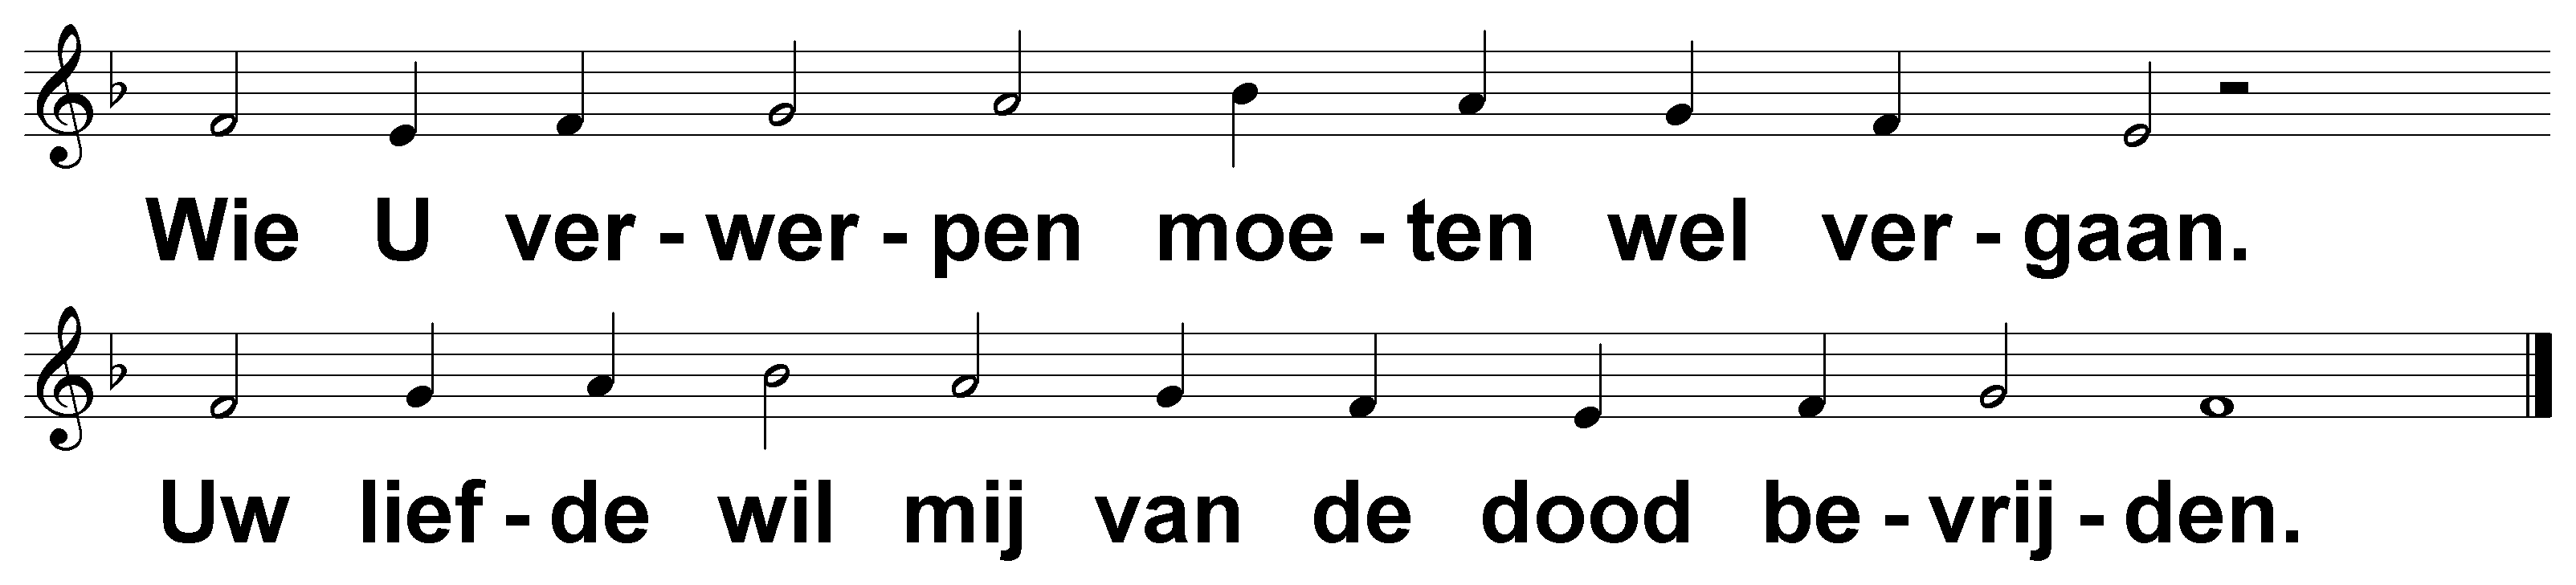 Wie U ver - wer - pen moe - ten wel ver - gaan.
Uw lief - de wil mij van de dood be - vrij - den.